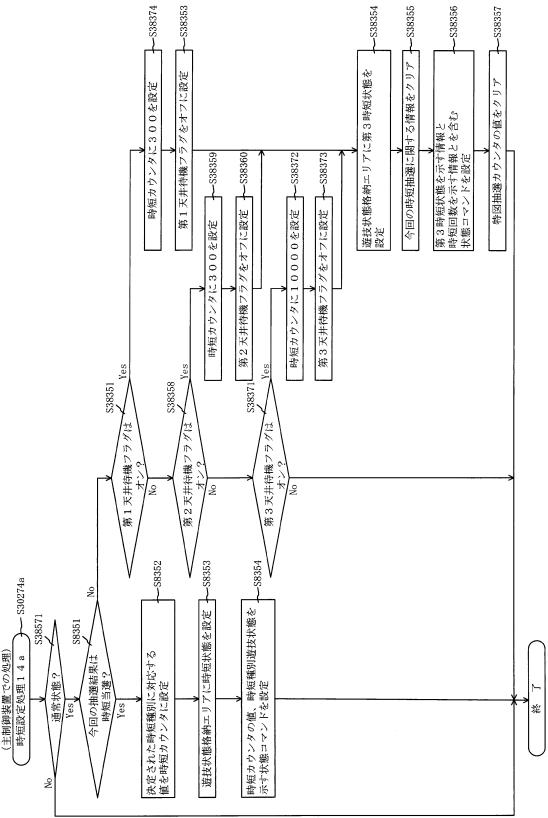 (主制御装置での処理)
時短設定処理14a
S30274a
S38571
通常状態?
No
Yes
S8351
今回の抽選結果は
時短当選?
No
Yes
S8352
決定された時短種別に対応する
値を時短カウンタに設定
S8353
遊技状態格納エリアに時短状態を設定
S8354
時短カウンタの値、時短種別遊技状態を
示す状態コマンドを設定
S38351
第1天井待機フラグは
オン?
Yes
No
S38358
第2天井待機フラグは
オン?
Yes
No
S38371
第3天井待機フラグは
オン?
Yes
No
S38374
時短カウンタに300を設定
S38353
第1天井待機フラグをオフに設定
S38359
時短カウンタに300を設定
S38360
第2天井待機フラグをオフに設定
S38372
時短カウンタに10000を設定
S38373
第3天井待機フラグをオフに設定
S38354
遊技状態格納エリアに第3時短状態を
設定
S38355
今回の時短抽選に関する情報をクリア
S38356
第3時短状態を示す情報と
時短回数を示す情報とを含む
状態コマンドを設定
S38357
特図抽選カウンタの値をクリア
終 了